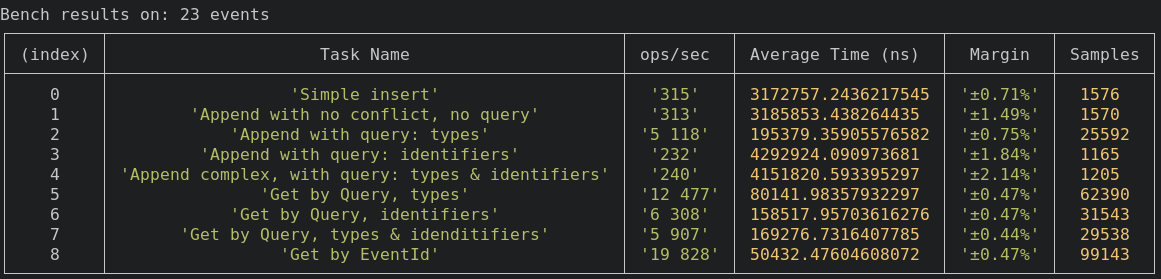 Bench results on: 23 events
(index) Task Name ops/sec Average Time (ns) Margin Samples
0 'Simple insert' '315' 3172757.2436217545 '±0.71%' 1576
1 'Append with no conflict, no query' '313' 3185853.438264435 '±1.49%' 1570
2 'Append with query: types' '5 118' 195379.35905576582 '±0.75%' 25592
3 'Append with query: identifiers' '232' 4292924.090973681 '±1.84%' 1165
4 'Append complex, with query: types & identifiers' '240' 4151820.593395297 '±2.14%' 1205
5 'Get by Query, types' '12 477' 80141.98357932297 '±0.47%' 62390
6 'Get by Query, identifiers' '6 308' 158517.95703616276 '±0.47%' 31543
7 'Get by Query, types & idenditifiers' '5 907' 169276.7316407785 '±0.44%' 29538
8 'Get by EventId' '19 828' 50432.47604608072 '±0.47%' 99143